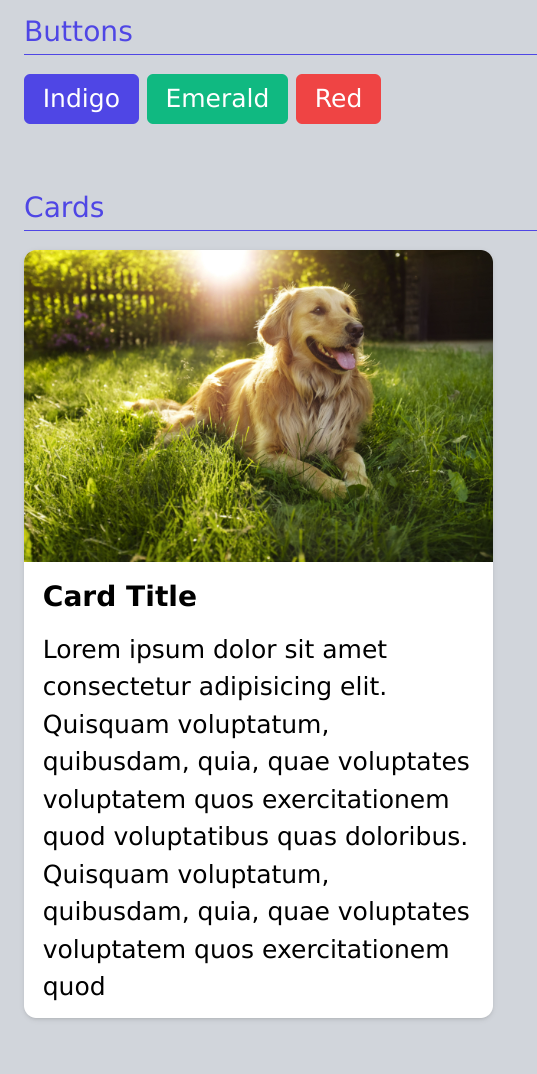 Buttons
Indigo Emerald Red
Cards
Card Title
Lorem ipsum dolor sit amet
consectetur adipisicing elit.
Quisquam voluptatum,
quibusdam, quia, quae voluptates
voluptatem quos exercitationem
quod voluptatibus quas doloribus.
Quisquam voluptatum,
quibusdam, quia, quae voluptates
voluptatem quos exercitationem
quod